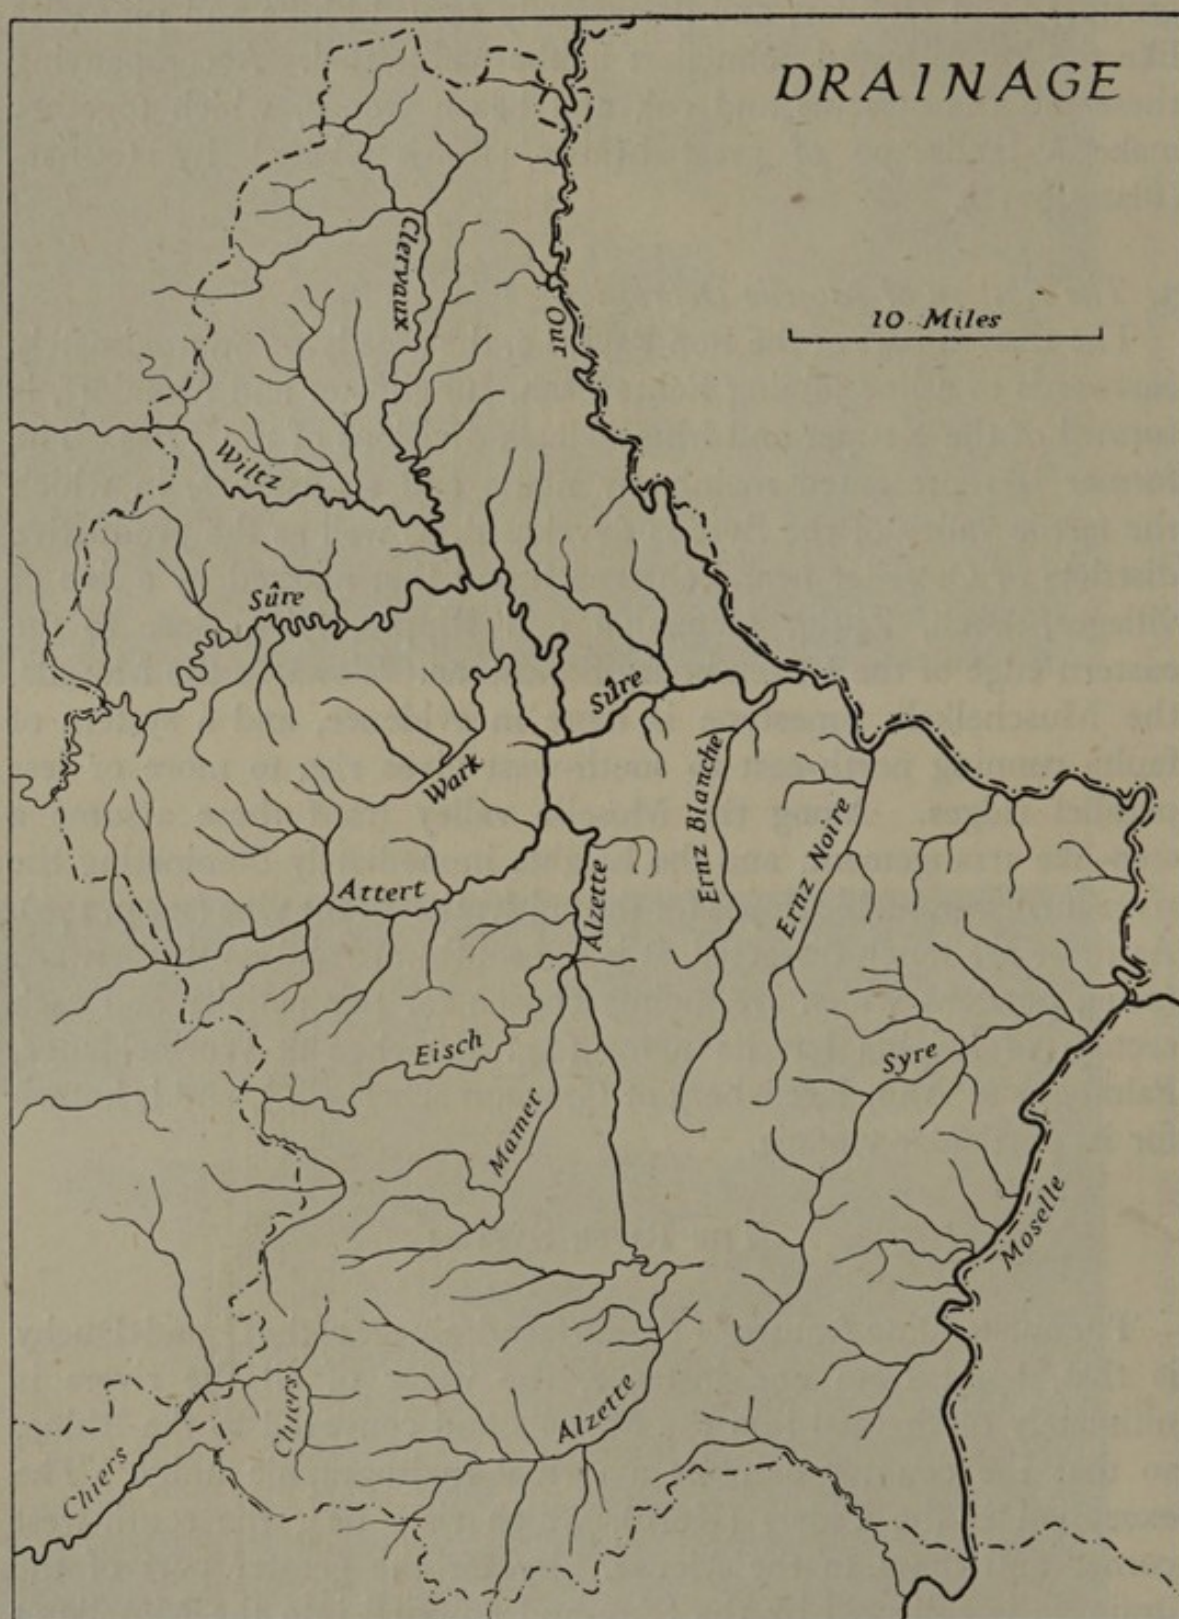 DRAINAGE
Clervaux
Our
10 Miles
Wiltz
Sûre
Sûre
Wark
Ernz Blanche
Ernz Noire
Attert
Alzette
Eisch
Syre
Mamer
Moselle
Alzette
Chiers
Chiers